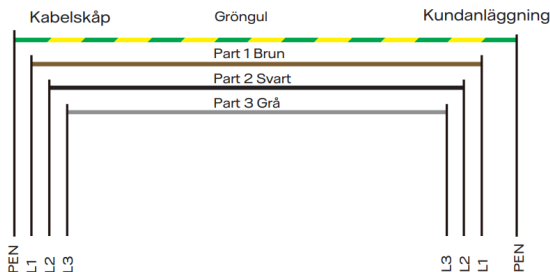 Kabelskåp
Gröngul
Kundanläggning
Part 1 Brun
Part 2 Svart
Part 3 Grå
PEN
L1
L2
L3
L3
L2
L1
PEN